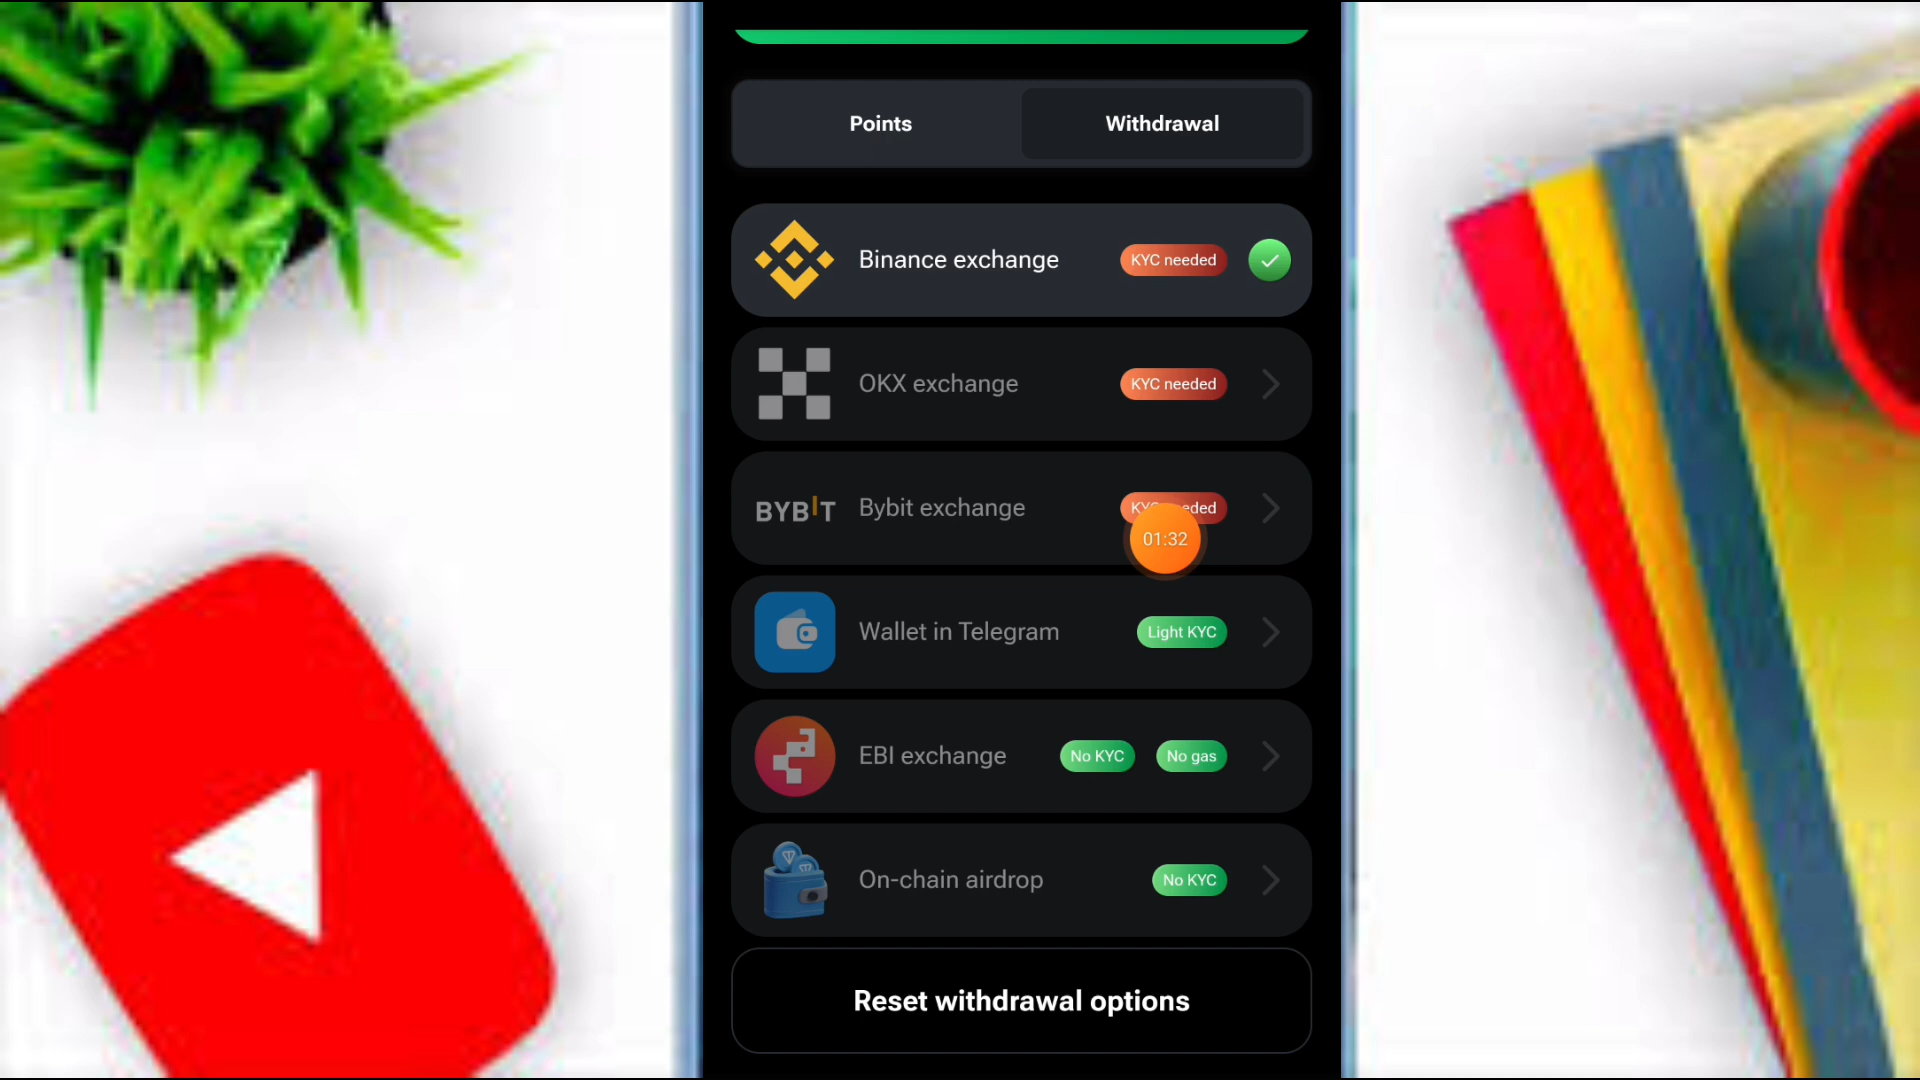 Points
Withdrawal
Binance exchange
KYC needed
OKX exchange
KYC needed
BYBIT
Bybit exchange
01:32
Wallet in Telegram
Light KYC
EBI exchange
No KYC
No gas
On-chain airdrop
No KYC
Reset withdrawal options